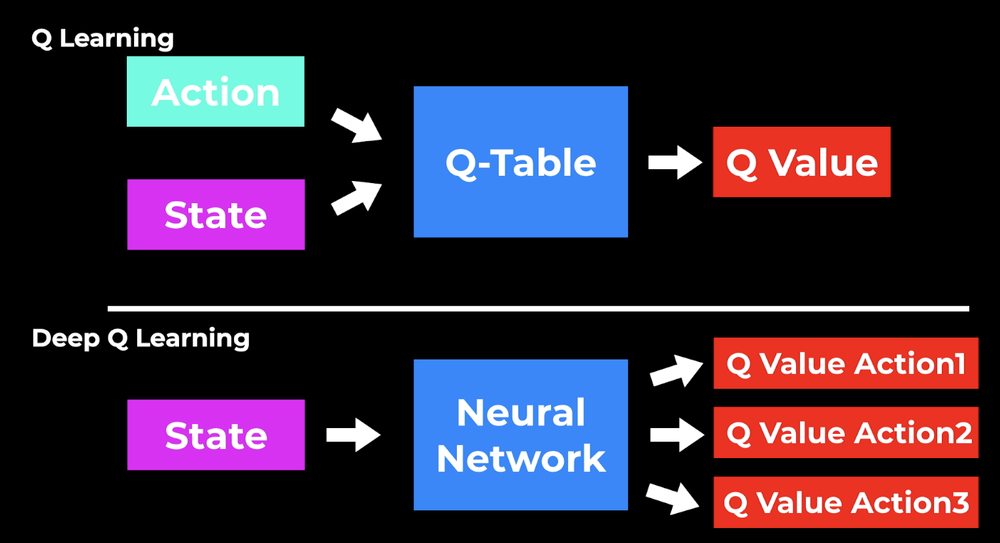 Q Learning
Action
State
Q-Table
Q Value
Deep Q Learning
State
Neural
Network
Q Value Action1
Q Value Action2
Q Value Action3